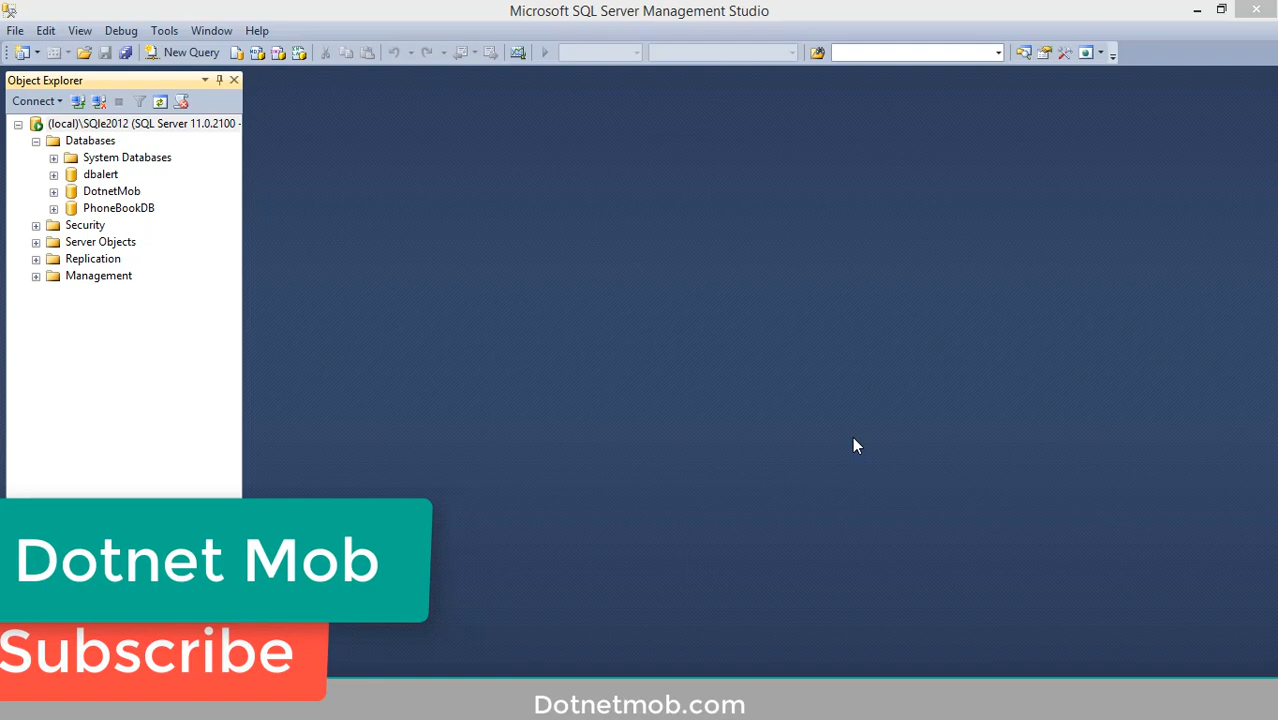 Microsoft SQL Server Management Studio
File Edit View Debug Tools Window Help
New Query
Object Explorer
Connect
(local)\SQle2012 (SQL Server 11.0.2100 -
Databases
System Databases
dbalert
DotnetMob
PhoneBookDB
Security
Server Objects
Replication
Management
Dotnet Mob
Subscribe
Dotnetmob.com